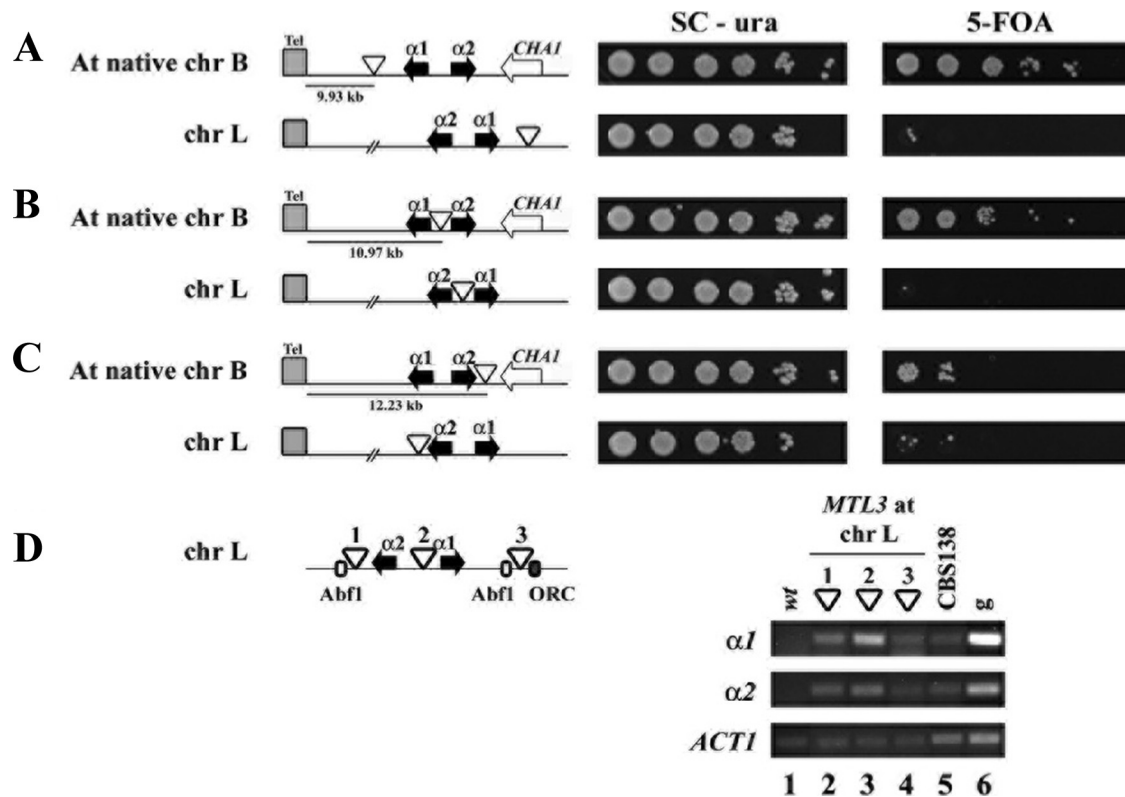 SC - ura 5-FOA
A At native chr B Tel α1 α2 CHA1
9.93 kb
chr L α2 α1
B At native chr B Tel α1 α2 CHA1
10.97 kb
chr L α2 α1
C At native chr B Tel α1 α2 CHA1
12.23 kb
chr L α2 α1
D chr L 1 α2 2 α1 3
Abf1 Abf1 ORC
MTL3 at
chr L
wt 1 2 3 CBS138 g
α1
α2
ACT1
1 2 3 4 5 6